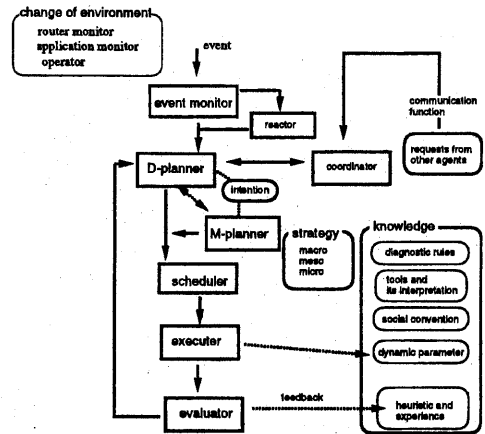 change of environment
router monitor
application monitor
operator
event
event monitor
reactor
communication
function
requests from
other agents
D-planner
coordinator
intention
M-planner
strategy
macro
meso
micro
knowledge
diagnostic rules
tools and
its interpretation
social convention
dynamic parameter
heuristic and
experience
scheduler
executer
feedback
evaluator